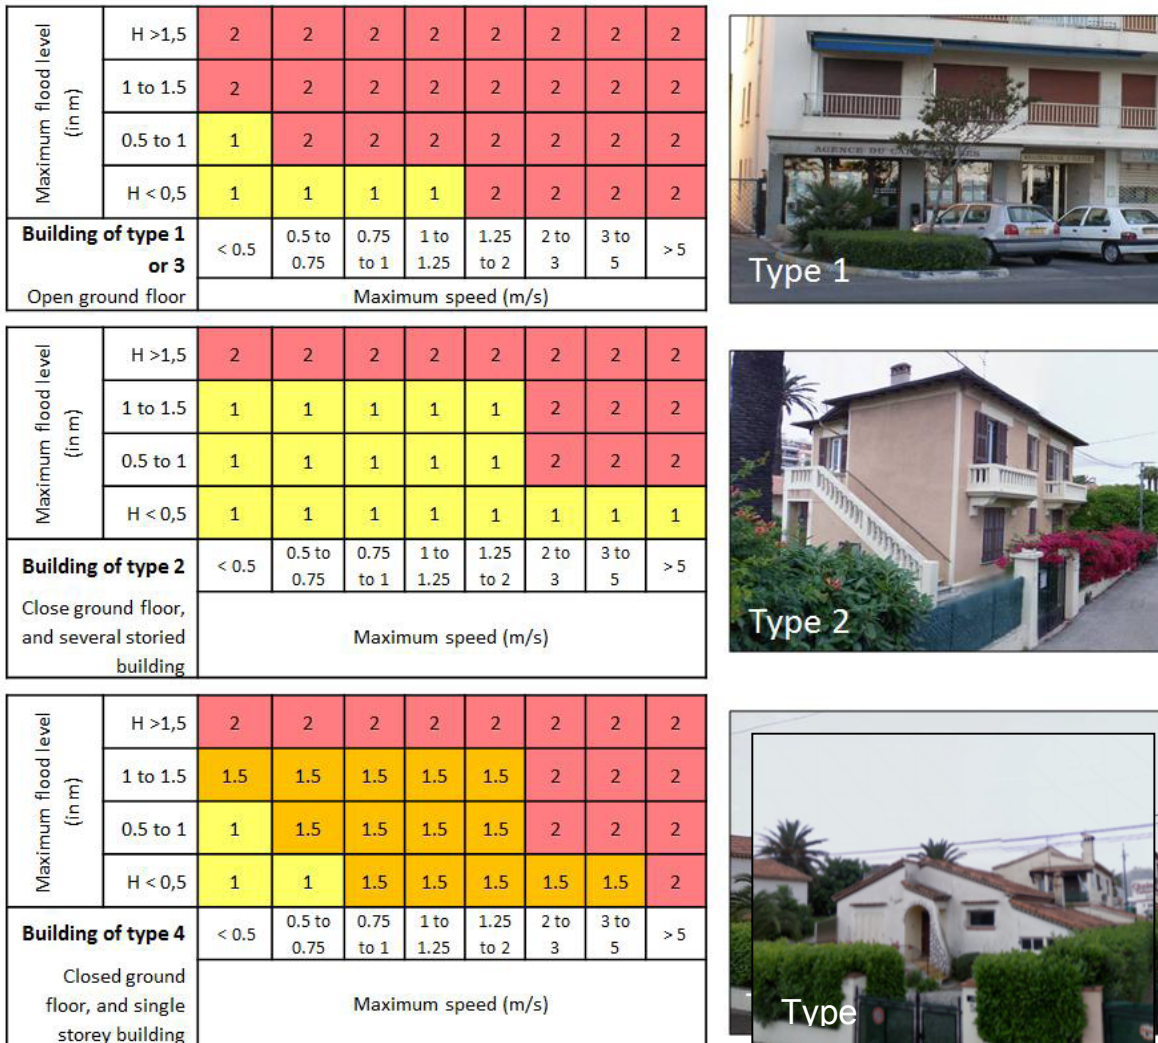 Maximum flood level
(in m)
H >1,5 2 2 2 2 2 2 2 2
1 to 1.5 2 2 2 2 2 2 2 2
0.5 to 1 1 2 2 2 2 2 2 2
H < 0,5 1 1 1 1 2 2 2 2
Building of type 1
or 3
Open ground floor
< 0.5 0.5 to 0.75 0.75 to 1 1 to 1.25 1.25 to 2 2 to 3 3 to 5 > 5
Maximum speed (m/s)
AGENCE DU
Type 1
Maximum flood level
(in m)
H >1,5 2 2 2 2 2 2 2 2
1 to 1.5 1 1 1 1 1 2 2 2
0.5 to 1 1 1 1 1 1 2 2 2
H < 0,5 1 1 1 1 1 1 1 1
Building of type 2
Close ground floor,
and several storied
building
< 0.5 0.5 to 0.75 0.75 to 1 1 to 1.25 1.25 to 2 2 to 3 3 to 5 > 5
Maximum speed (m/s)
Type 2
Maximum flood level
(in m)
H >1,5 2 2 2 2 2 2 2 2
1 to 1.5 1.5 1.5 1.5 1.5 1.5 2 2 2
0.5 to 1 1 1.5 1.5 1.5 1.5 2 2 2
H < 0,5 1 1 1.5 1.5 1.5 1.5 1.5 2
Building of type 4
Closed ground
floor, and single
storey building
< 0.5 0.5 to 0.75 0.75 to 1 1 to 1.25 1.25 to 2 2 to 3 3 to 5 > 5
Maximum speed (m/s)
Type